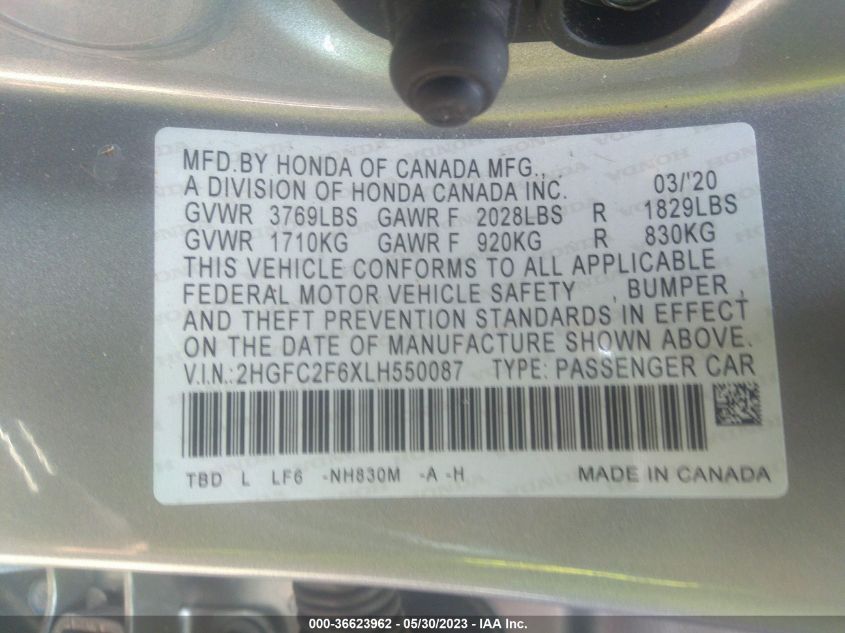 MFD.BY HONDA OF CANADA MFG.,
A DIVISION OF HONDA CANADA INC. 03/'20
GVWR 3769LBS GAWR F 2028LBS R 1829LBS
GVWR 1710KG GAWR F 920KG R 830KG
THIS VEHICLE CONFORMS TO ALL APPLICABLE
FEDERAL MOTOR VEHICLE SAFETY , BUMPER ,
AND THEFT PREVENTION STANDARDS IN EFFECT
ON THE DATE OF MANUFACTURE SHOWN ABOVE.
V.I.N.:2HGFC2F6XLH550087 TYPE: PASSENGER CAR
TBD L LF6 -NH830M -A -H MADE IN CANADA
000-36623962 - 05/30/2023 - IAA Inc.